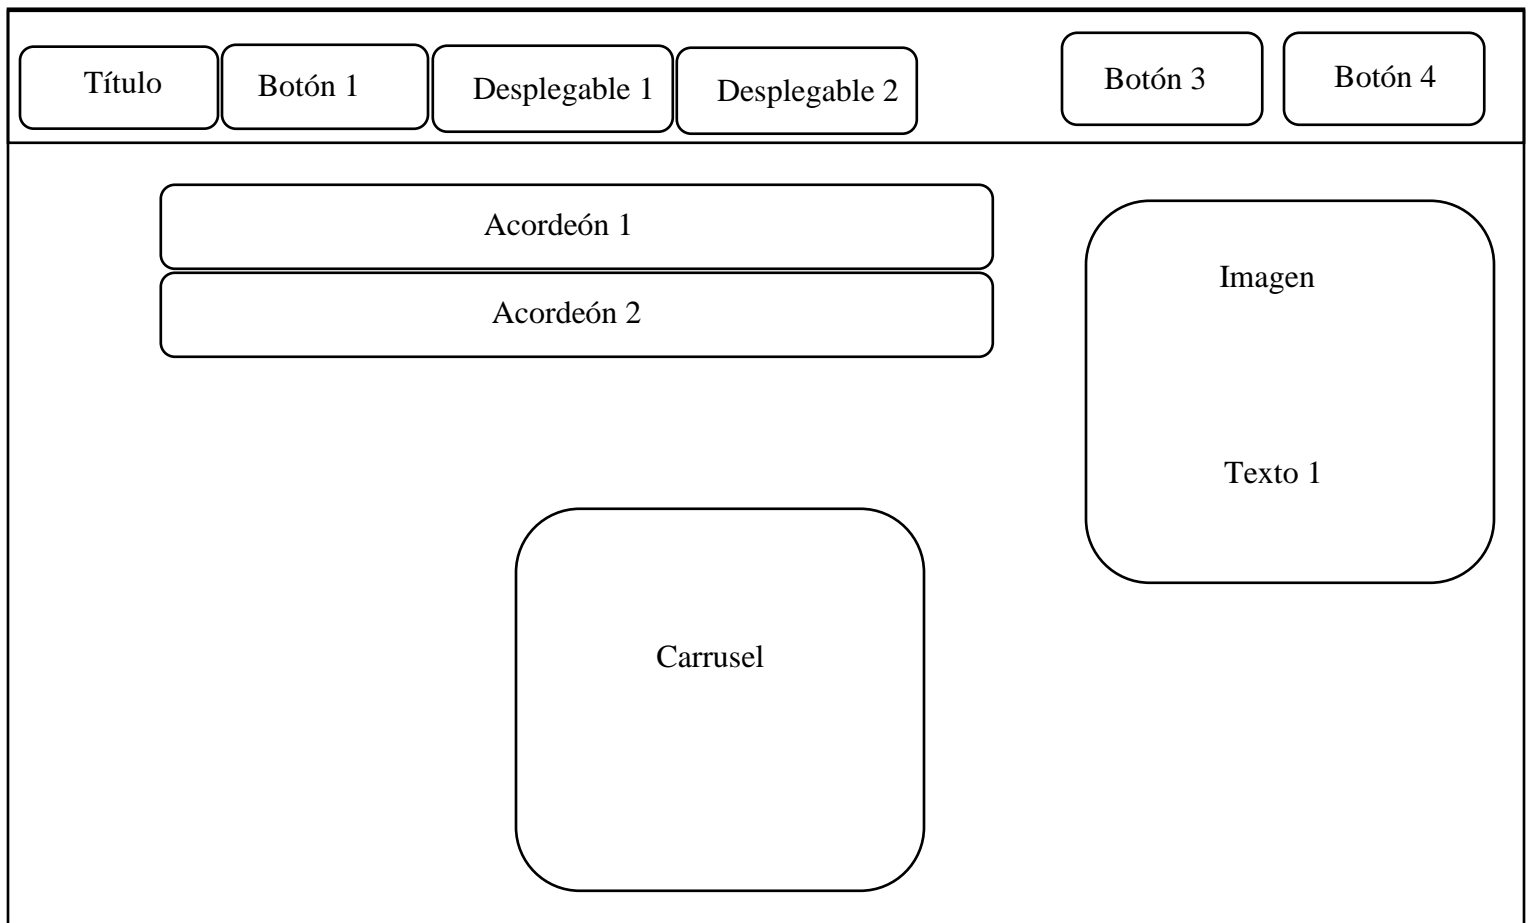 Título
Botón 1
Desplegable 1
Desplegable 2
Botón 3
Botón 4
Acordeón 1
Acordeón 2
Imagen
Texto 1
Carrusel